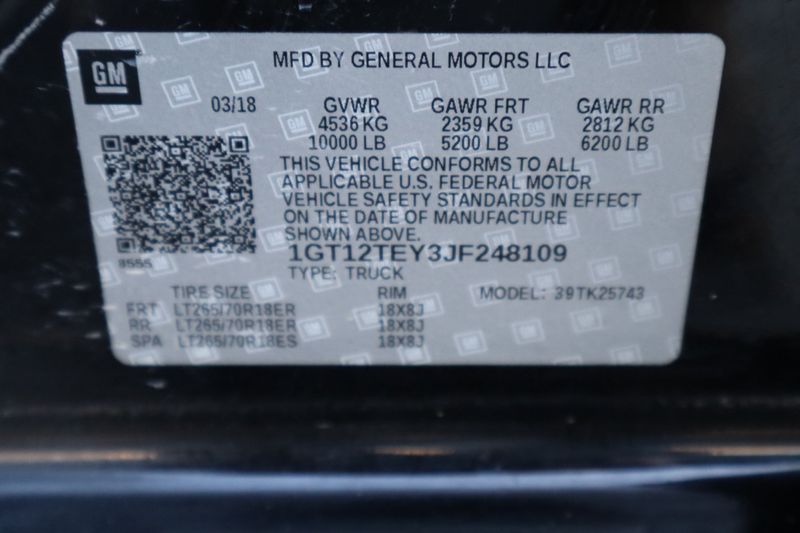 GM
MFD BY GENERAL MOTORS LLC
03/18 GVWR GAWR FRT GAWR RR
4536 KG 2359 KG 2812 KG
10000 LB 5200 LB 6200 LB
THIS VEHICLE CONFORMS TO ALL
APPLICABLE U.S. FEDERAL MOTOR
VEHICLE SAFETY STANDARDS IN EFFECT
ON THE DATE OF MANUFACTURE
SHOWN ABOVE.
8555
1GT12TEY3JF248109
TYPE: TRUCK
TIRE SIZE RIM MODEL: 39TK25743
FRT LT265/70R18ER 18X8J
RR LT265/70R18ER 18X8J
SPA LT265/70R18ES 18X8J